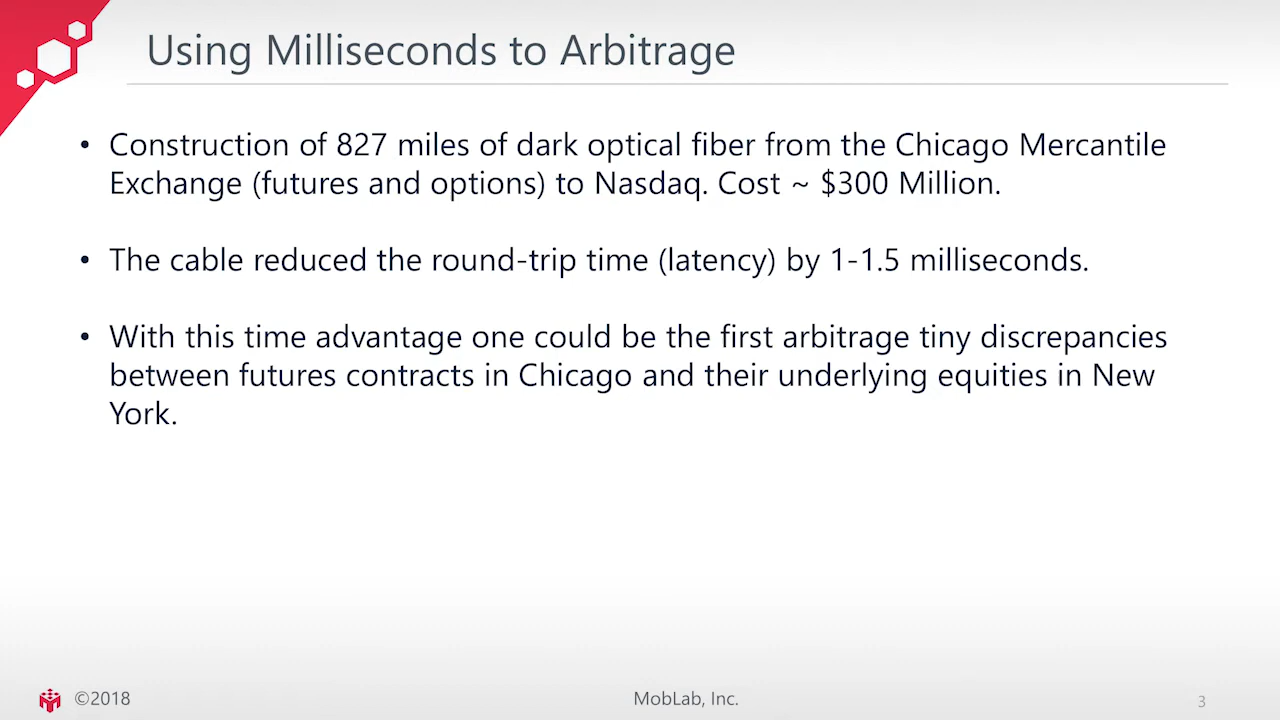 Using Milliseconds to Arbitrage
• Construction of 827 miles of dark optical fiber from the Chicago Mercantile
Exchange (futures and options) to Nasdaq. Cost ~ $300 Million.
• The cable reduced the round-trip time (latency) by 1-1.5 milliseconds.
• With this time advantage one could be the first arbitrage tiny discrepancies
between futures contracts in Chicago and their underlying equities in New
York.
©2018
MobLab, Inc.
3